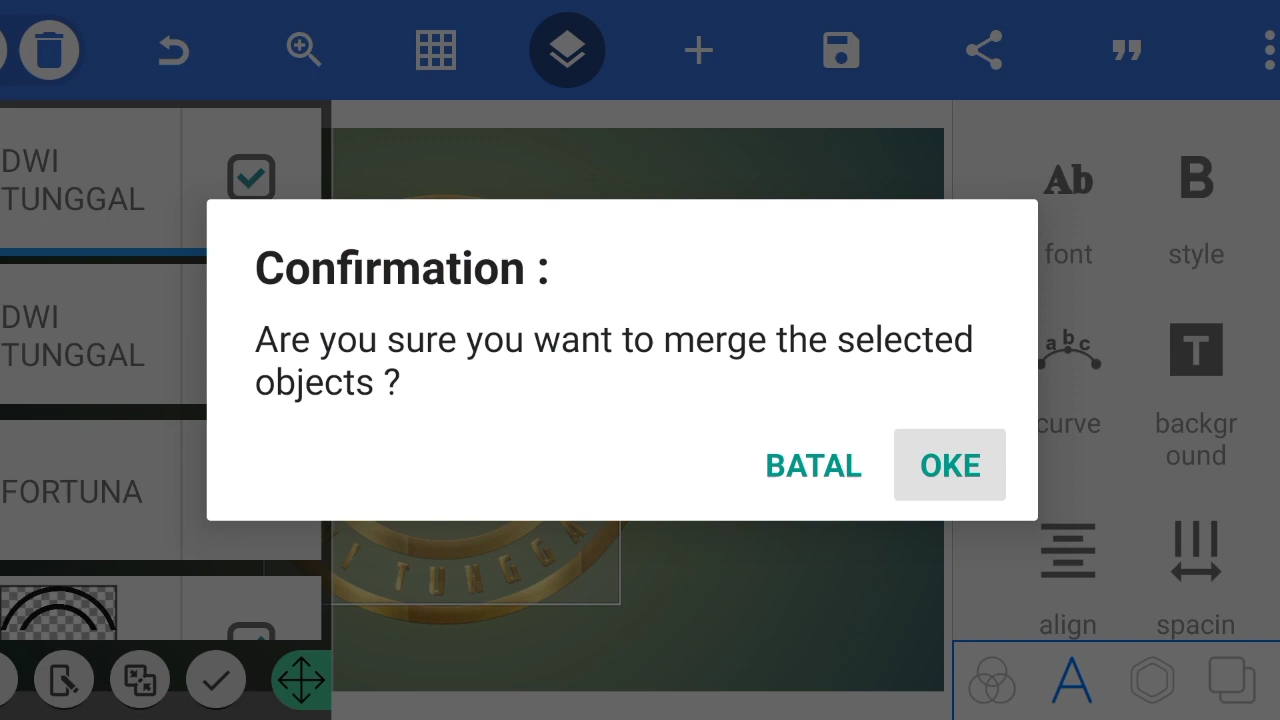 DWI
TUNGGAL
DWI
TUNGGAL
FORTUNA
Confirmation :
Are you sure you want to merge the selected
objects ?
BATAL
OKE
TUNGGA
Ab
font
B
style
abc
curve
T
backgr
ound
align
spacin
A